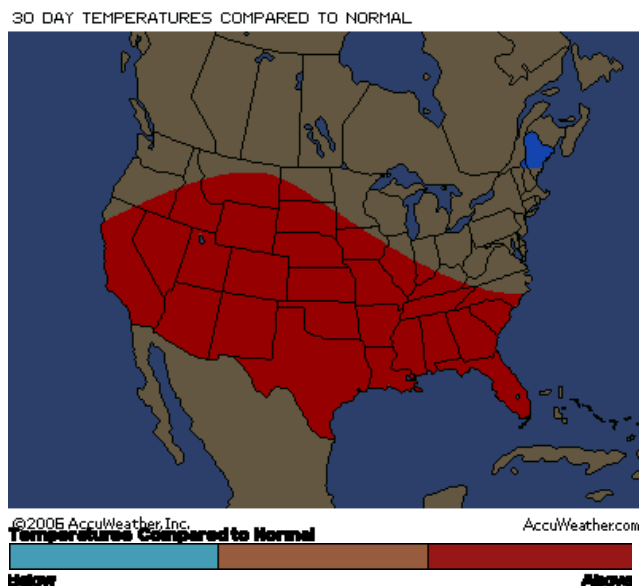 30 DAY TEMPERATURES COMPARED TO NORMAL
©2006 AccuWeather, Inc. AccuWeather.com
Temperatures Compared to Normal
Below Above